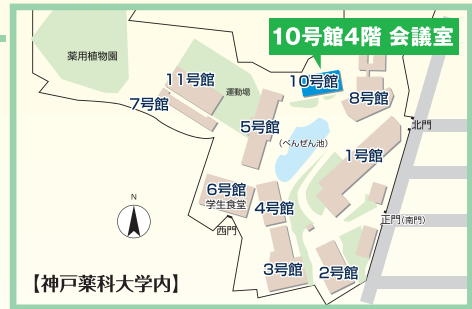 10号館4階 会議室
薬用植物園
11号館
10号館
運動場
8号館
7号館
5号館
北門
(べんぜん池)
1号館
6号館
学生食堂
4号館
N
正門(南門)
西門
3号館
2号館
【神戸薬科大学内】